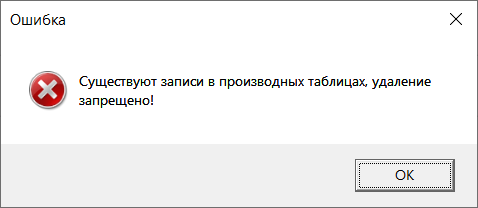 Ошибка
Существуют записи в производных таблицах, удаление
запрещено!
OK